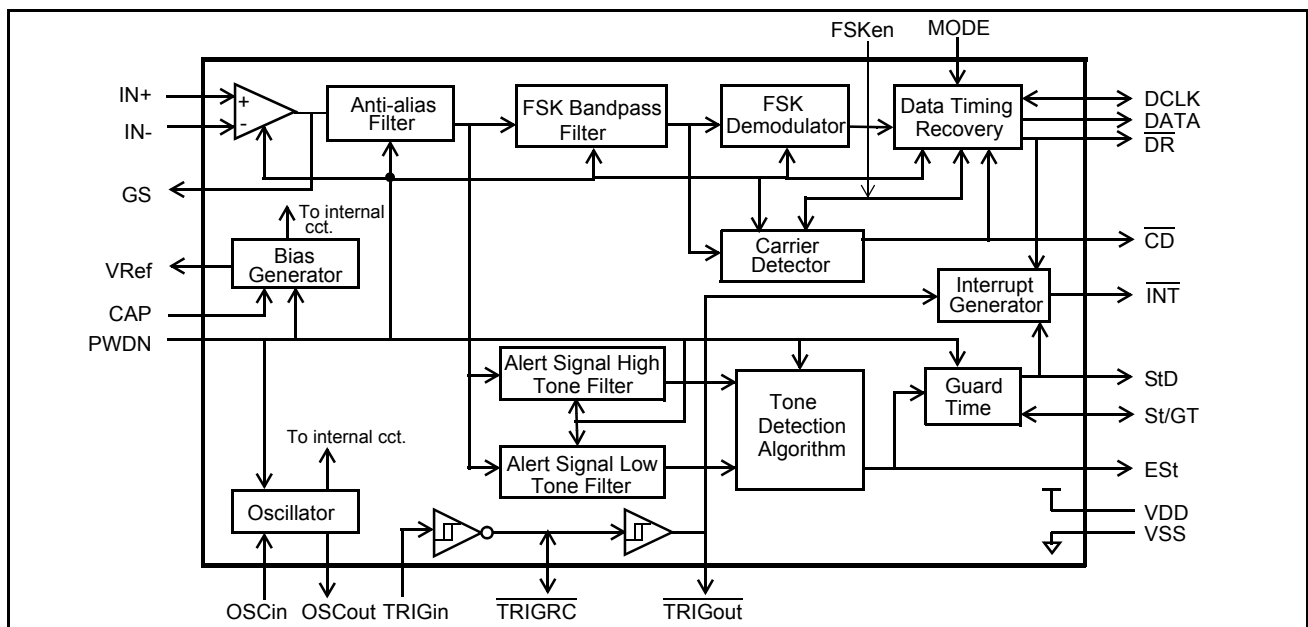 FSKen
MODE
IN+
IN-
+
-
Anti-alias
Filter
FSK Bandpass
Filter
FSK
Demodulator
Data Timing
Recovery
DCLK
DATA
DR
GS
To internal
cct.
Bias
Generator
VRef
CAP
PWDN
Carrier
Detector
CD
Interrupt
Generator
INT
Alert Signal High
Tone Filter
Tone
Detection
Algorithm
Guard
Time
StD
St/GT
To internal cct.
Alert Signal Low
Tone Filter
ESt
Oscillator
VDD
VSS
OSCin
OSCout
TRIGin
TRIGRC
TRIGout